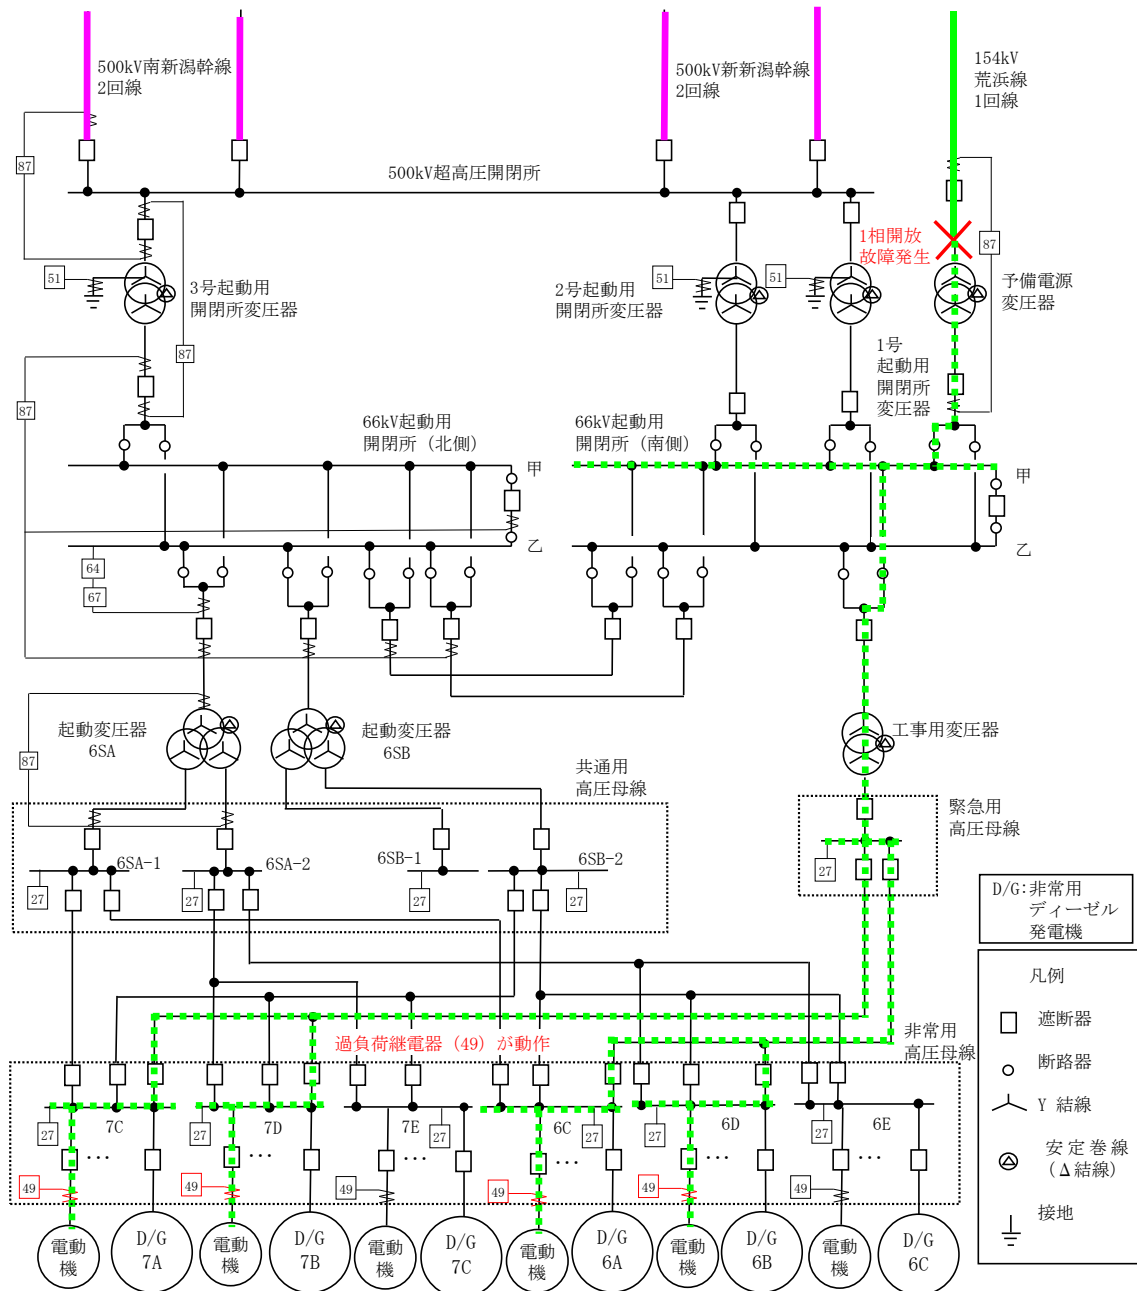 500kV南新潟幹線
2回線
500kV新新潟幹線
2回線
154kV
荒浜線
1回線
87
500kV超高圧開閉所
1相開放
故障発生
87
51
51
51
3号起動用
開閉所変圧器
2号起動用
開閉所変圧器
予備電源
変圧器
87
1号
起動用
開閉所
変圧器
87
66kV起動用
開閉所（北側）
66kV起動用
開閉所（南側）
甲
甲
乙
乙
64
67
起動変圧器
6SA
起動変圧器
6SB
工事用変圧器
87
共通用
高圧母線
緊急用
高圧母線
6SA-1
6SA-2
6SB-1
6SB-2
27
27
27
27
27
D/G:非常用
ディーゼル
発電機
凡例
遮断器
断路器
Y 結線
安定巻線
(Δ結線)
接地
過負荷継電器（49）が動作
非常用
高圧母線
7C
7D
7E
6C
6D
6E
27
27
27
27
27
27
…
…
…
…
…
…
49
49
49
49
49
49
電動
機
D/G
7A
電動
機
D/G
7B
電動
機
D/G
7C
電動
機
D/G
6A
電動
機
D/G
6B
電動
機
D/G
6C